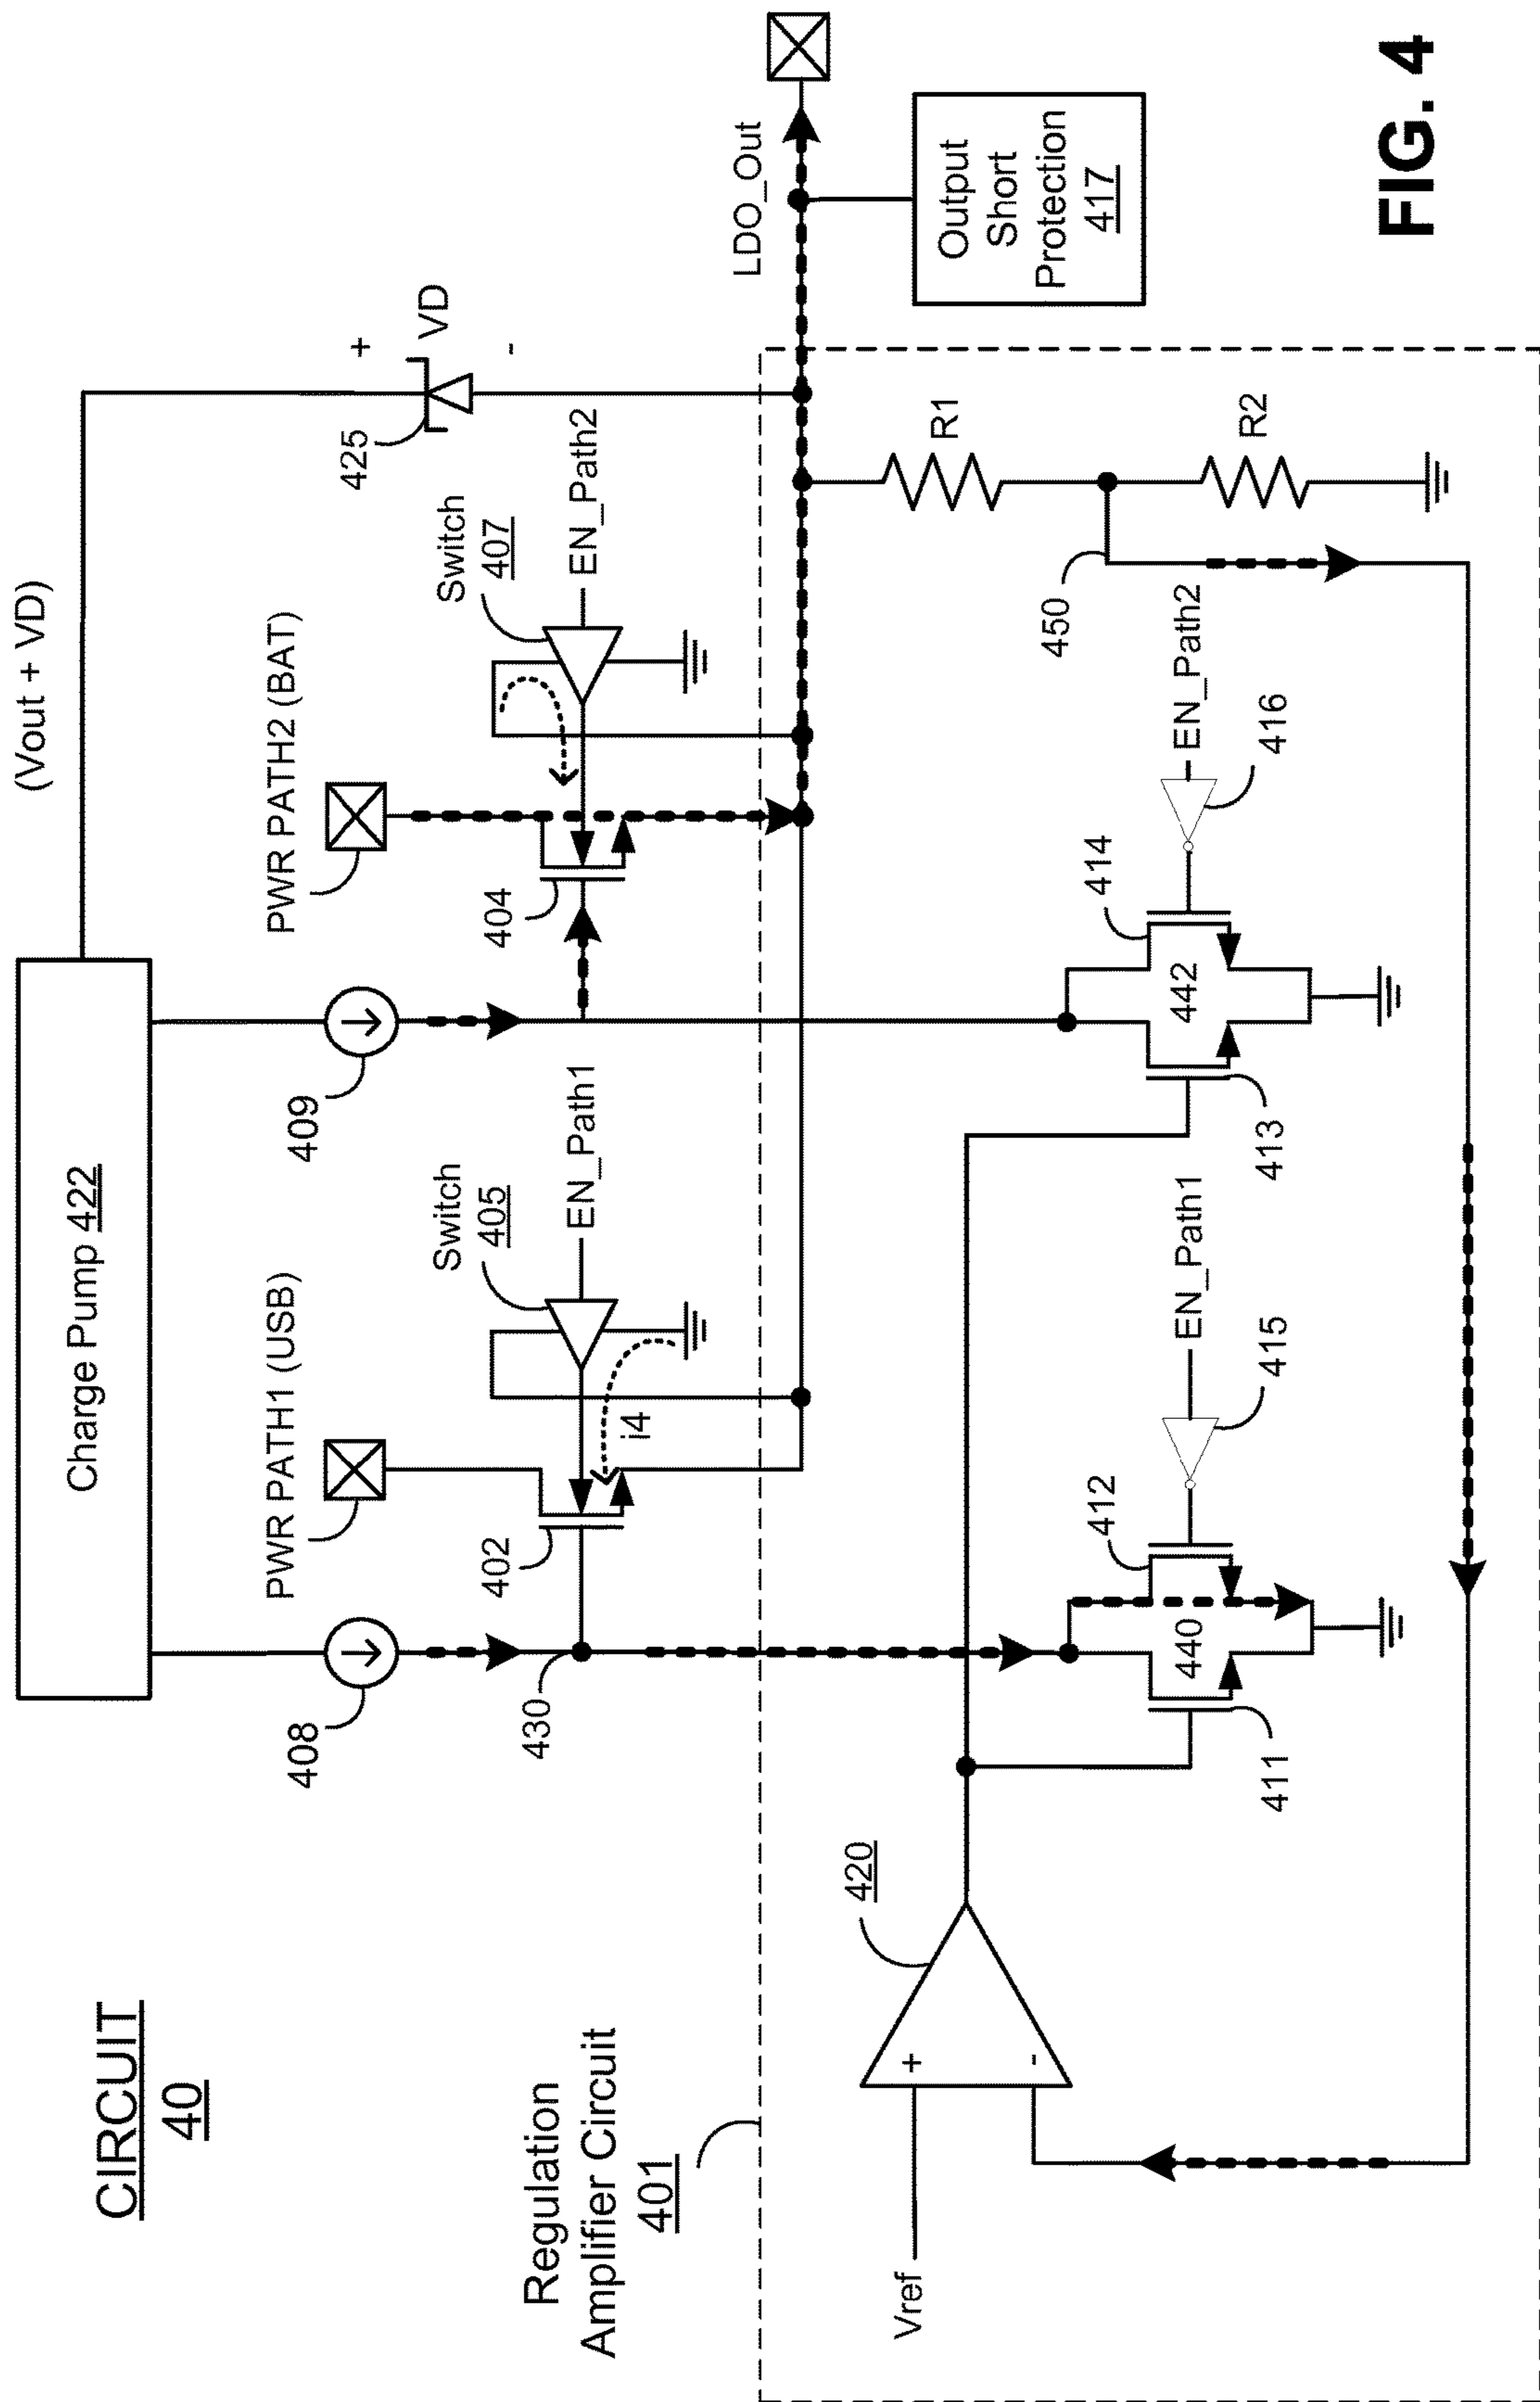 CIRCUIT
40
(Vout + VD)
Charge Pump 422
PWR PATH1 (USB)
PWR PATH2 (BAT)
408
409
430
402
404
Switch
405
EN_Path1
i4
Switch
407
EN_Path2
425
+
VD
-
LDO_Out
Output
Short
Protection
417
Regulation
Amplifier Circuit
401
Vref
+
-
420
411
440
412
EN_Path1
415
413
442
414
EN_Path2
416
450
R1
R2
FIG. 4